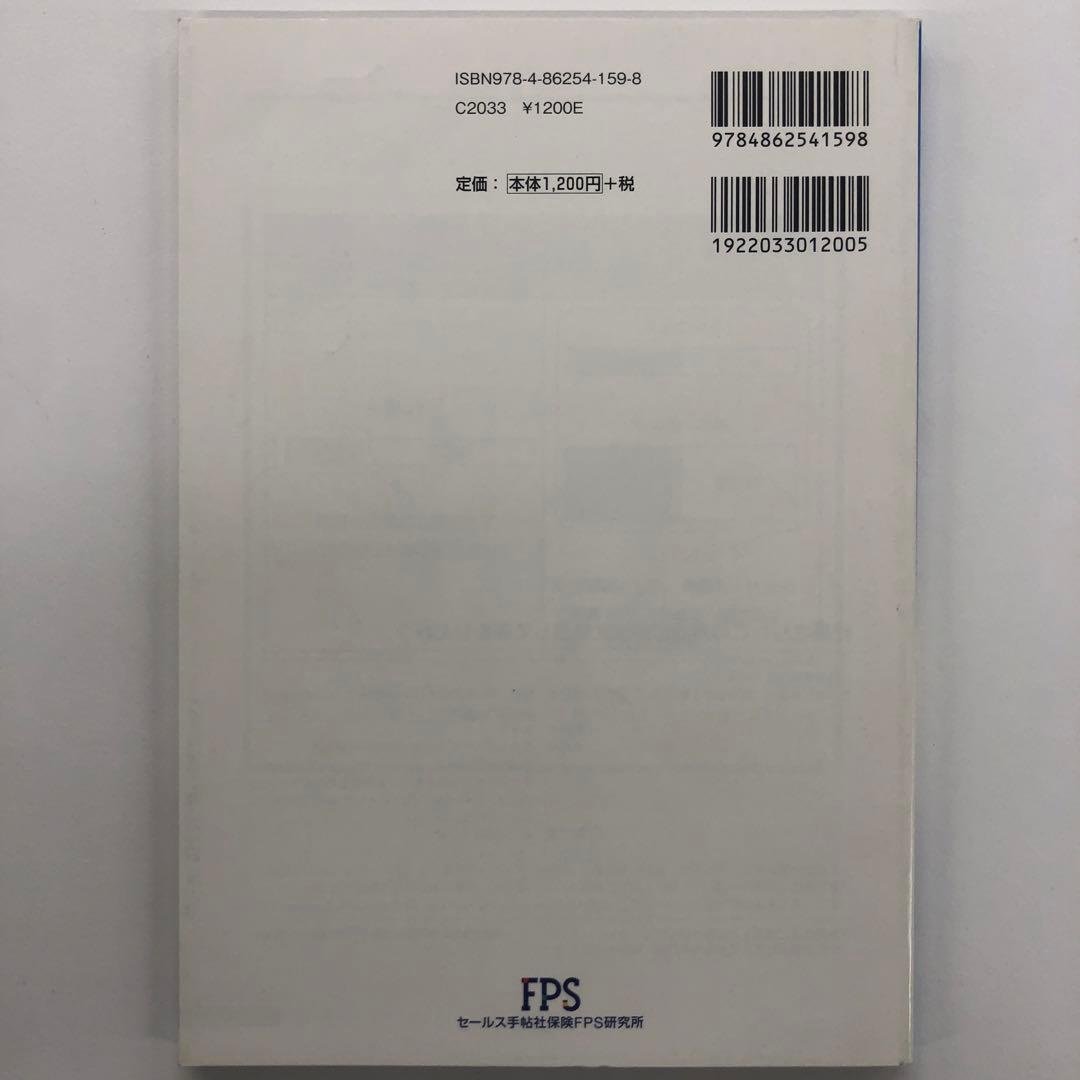 ISBN978-4-86254-159-8
C2033 ¥1200E
9784862541598
定価：本体1,200円+税
1922033012005
FPS
セールス手帖社保険FPS研究所